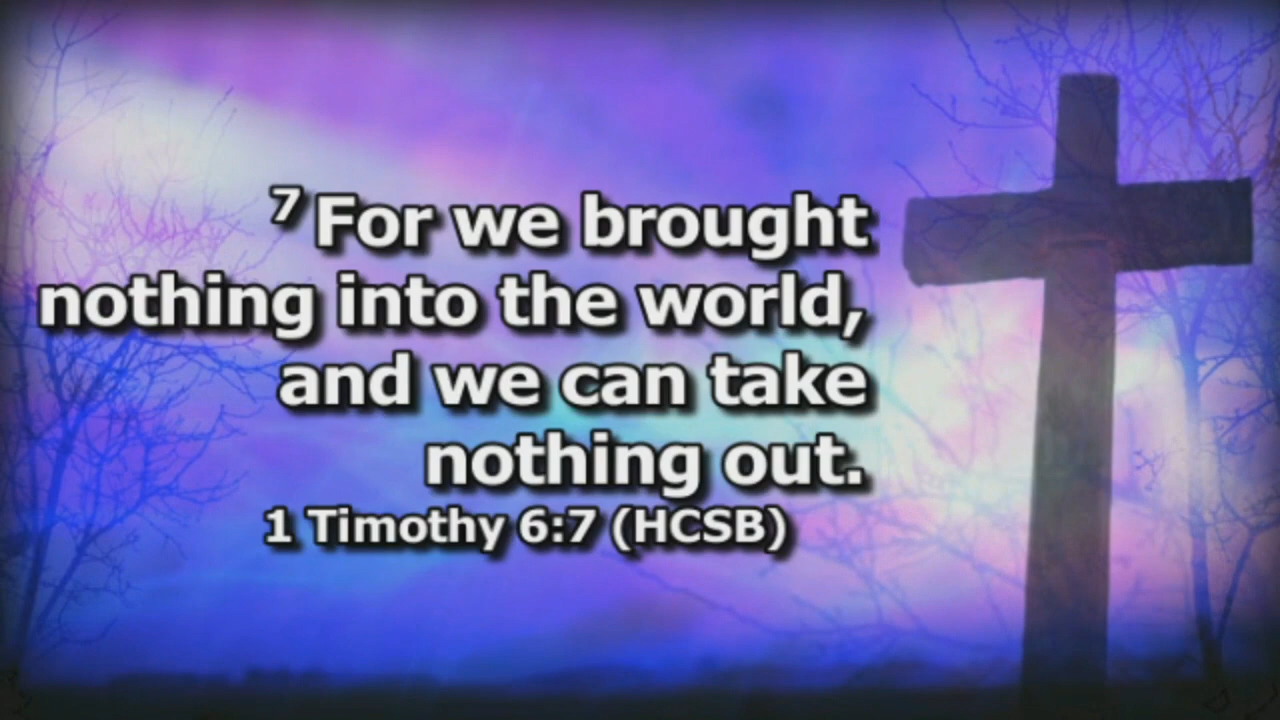 7 For we brought
nothing into the world,
and we can take
nothing out.
1 Timothy 6:7 (HCSB)